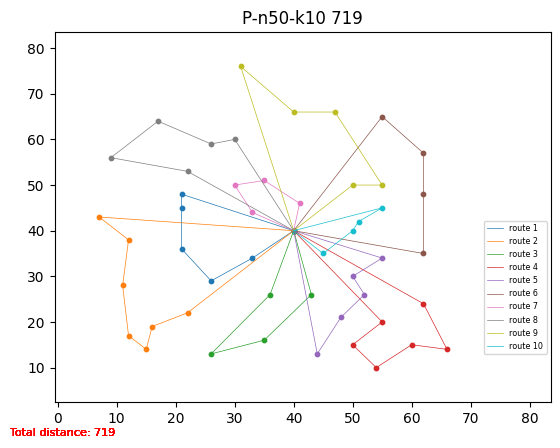 P-n50-k10 719
80
70
60
50
40
30
20
10
0 10 20 30 40 50 60 70 80
route 1
route 2
route 3
route 4
route 5
route 6
route 7
route 8
route 9
route 10
Total distance: 719